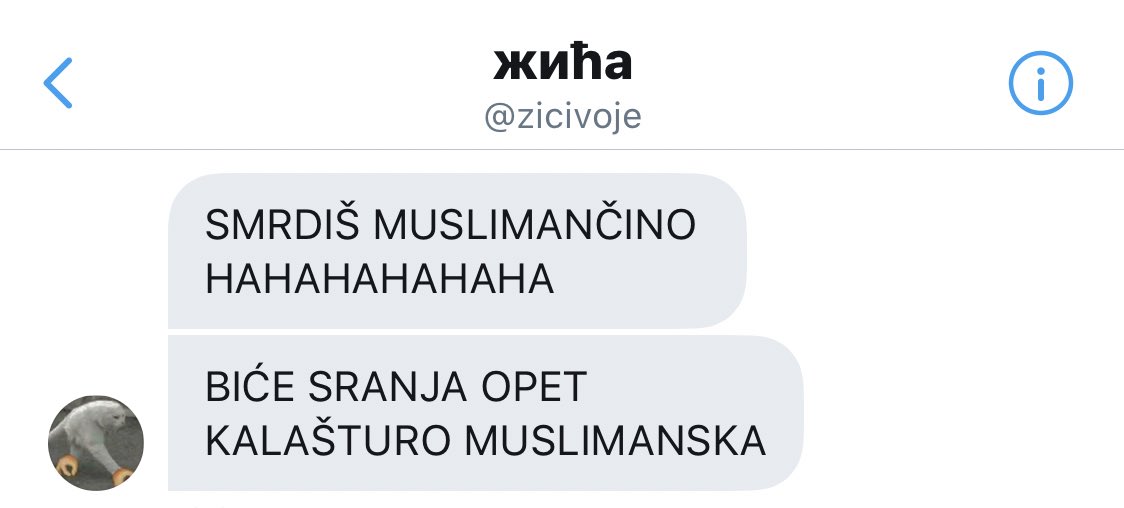 жића
@zicivoje
SMRDIŠ MUSLIMANČINO
HAHAHAHAHAHA
BIĆE SRANJA OPET
KALAŠTURO MUSLIMANSKA